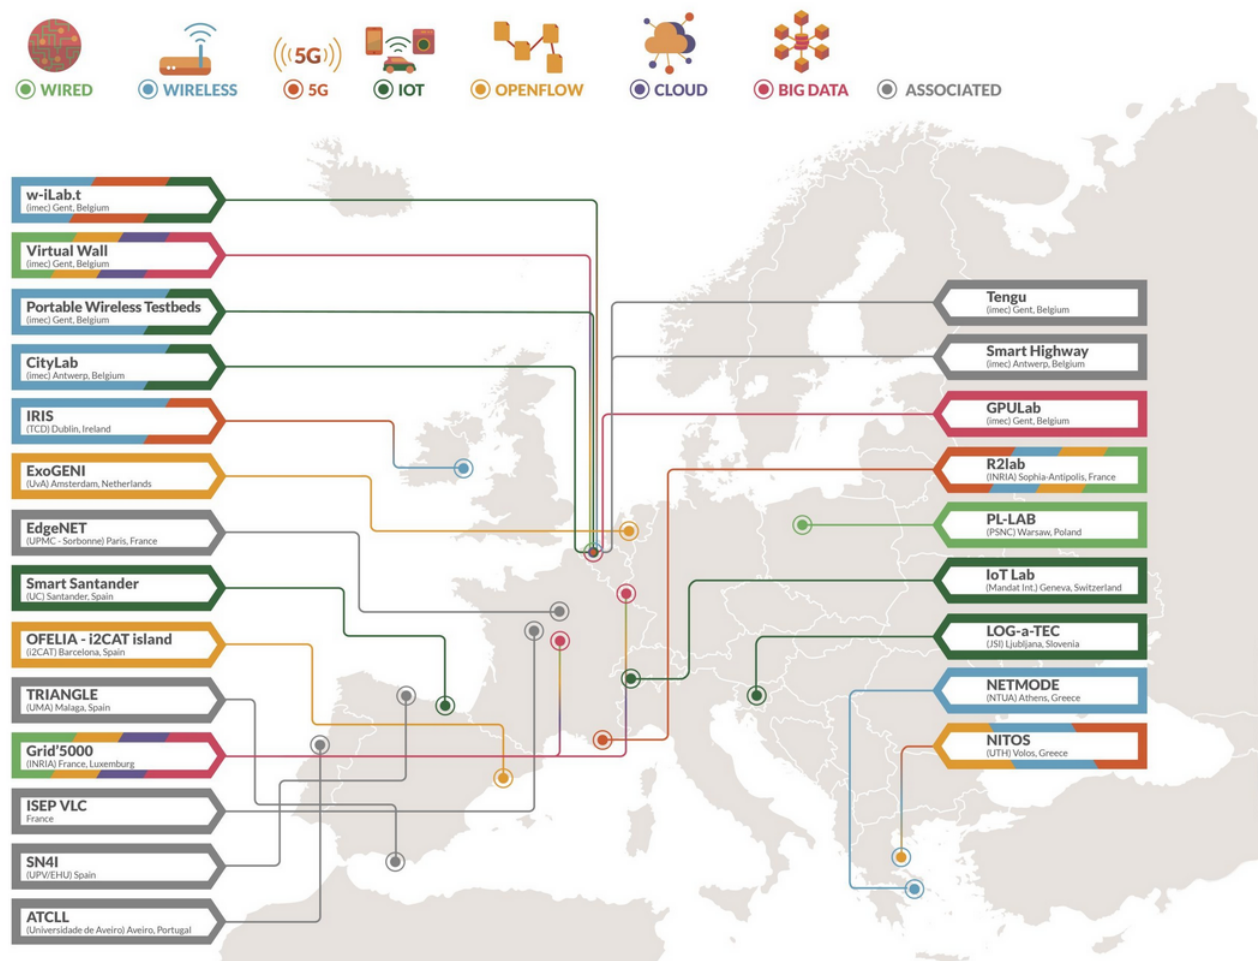 ((5G))
WIRED
WIRELESS
5G
IOT
OPENFLOW
CLOUD
BIG DATA
ASSOCIATED
w-iLab.t
(imec) Gent, Belgium
Virtual Wall
(imec) Gent, Belgium
Portable Wireless Testbeds
(imec) Gent, Belgium
CityLab
(imec) Antwerp, Belgium
IRIS
(TCD) Dublin, Ireland
ExoGENI
(UvA) Amsterdam, Netherlands
EdgeNET
(UPMC - Sorbonne) Paris, France
Smart Santander
(UC) Santander, Spain
OFELIA - i2CAT island
(i2CAT) Barcelona, Spain
TRIANGLE
(UMA) Malaga, Spain
Grid'5000
(INRIA) France, Luxemburg
ISEP VLC
France
SN4I
(UPV/EHU) Spain
ATCLL
(Universidade de Aveiro) Aveiro, Portugal
Tengu
(imec) Gent, Belgium
Smart Highway
(imec) Antwerp, Belgium
GPULab
(imec) Gent, Belgium
R2lab
(INRIA) Sophia-Antipolis, France
PL-LAB
(PSNC) Warsaw, Poland
IoT Lab
(Mandat Int.) Geneva, Switzerland
LOG-a-TEC
(JSI) Ljubljana, Slovenia
NETMODE
(NTUA) Athens, Greece
NITOS
(UTH) Volos, Greece